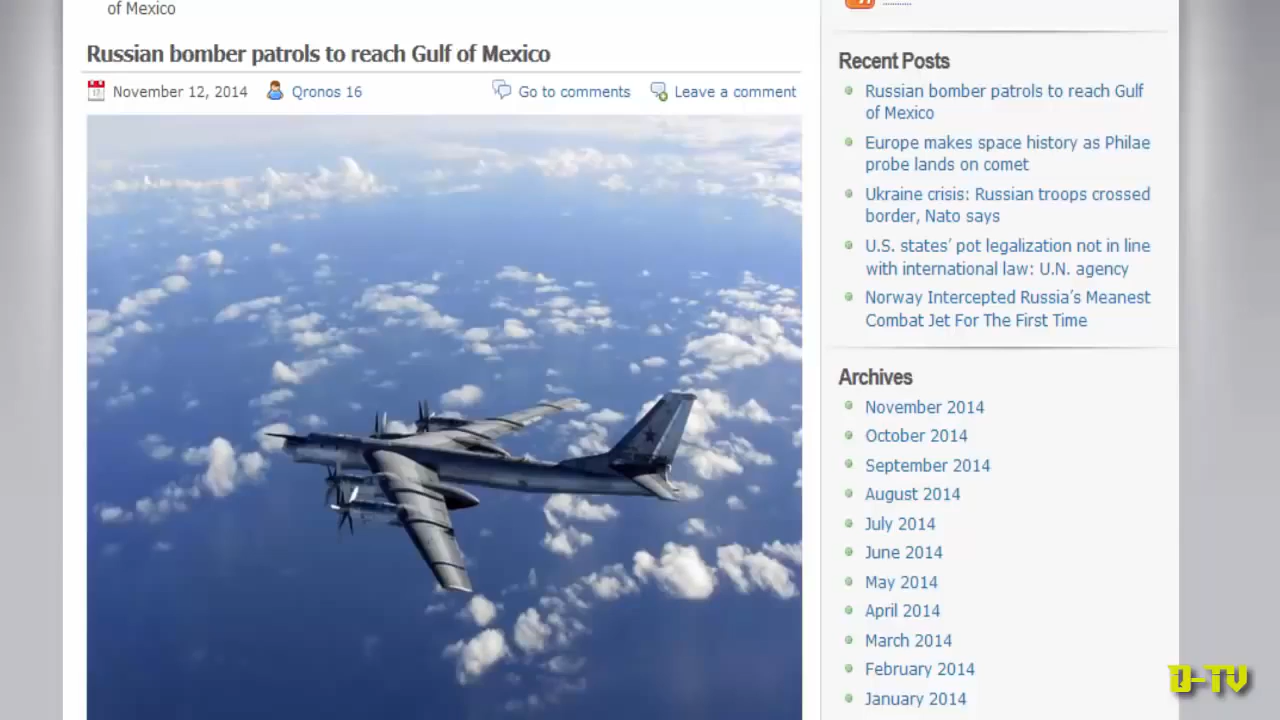 of Mexico
Russian bomber patrols to reach Gulf of Mexico
November 12, 2014
Qronos 16
Go to comments
Leave a comment
Recent Posts
Russian bomber patrols to reach Gulf
of Mexico
Europe makes space history as Philae
probe lands on comet
Ukraine crisis: Russian troops crossed
border, Nato says
U.S. states’ pot legalization not in line
with international law: U.N. agency
Norway Intercepted Russia’s Meanest
Combat Jet For The First Time
Archives
November 2014
October 2014
September 2014
August 2014
July 2014
June 2014
May 2014
April 2014
March 2014
February 2014
January 2014